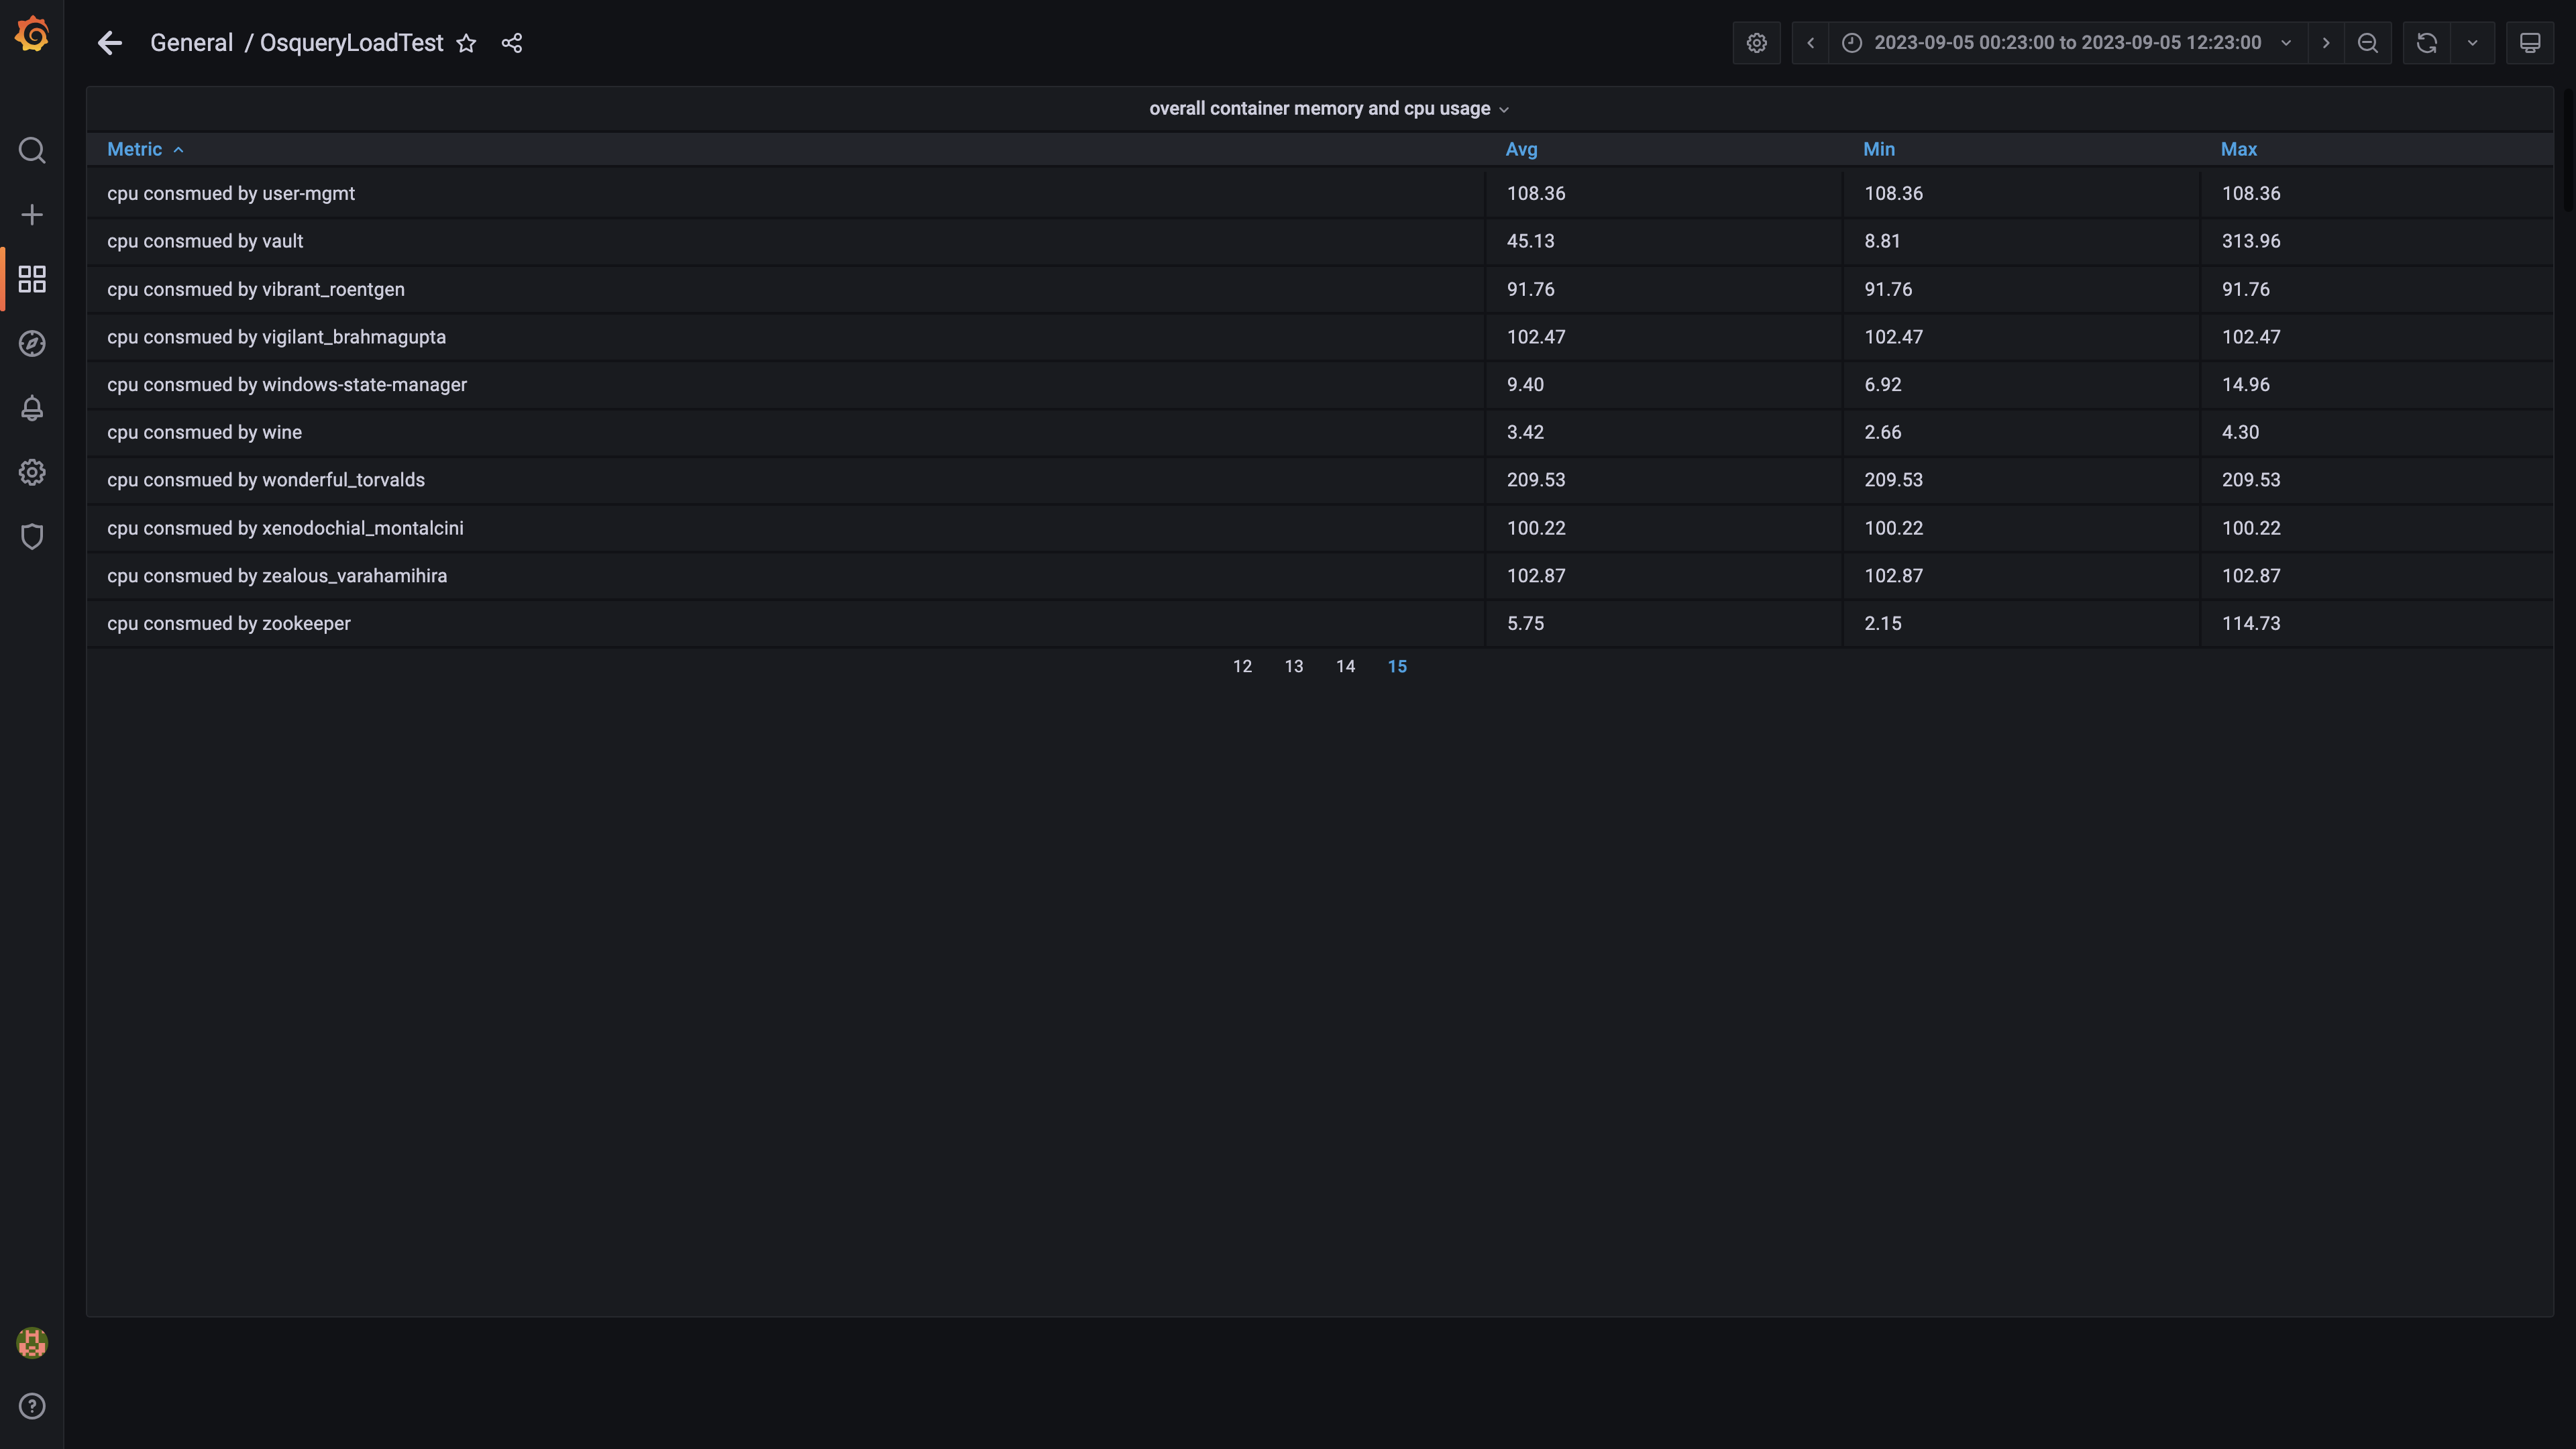 General / OsqueryLoadTest
2023-09-05 00:23:00 to 2023-09-05 12:23:00
overall container memory and cpu usage
Metric Avg Min Max
cpu consmued by user-mgmt 108.36 108.36 108.36
cpu consmued by vault 45.13 8.81 313.96
cpu consmued by vibrant_roentgen 91.76 91.76 91.76
cpu consmued by vigilant_brahmagupta 102.47 102.47 102.47
cpu consmued by windows-state-manager 9.40 6.92 14.96
cpu consmued by wine 3.42 2.66 4.30
cpu consmued by wonderful_torvalds 209.53 209.53 209.53
cpu consmued by xenodochial_montalcini 100.22 100.22 100.22
cpu consmued by zealous_varahamihira 102.87 102.87 102.87
cpu consmued by zookeeper 5.75 2.15 114.73
12 13 14 15